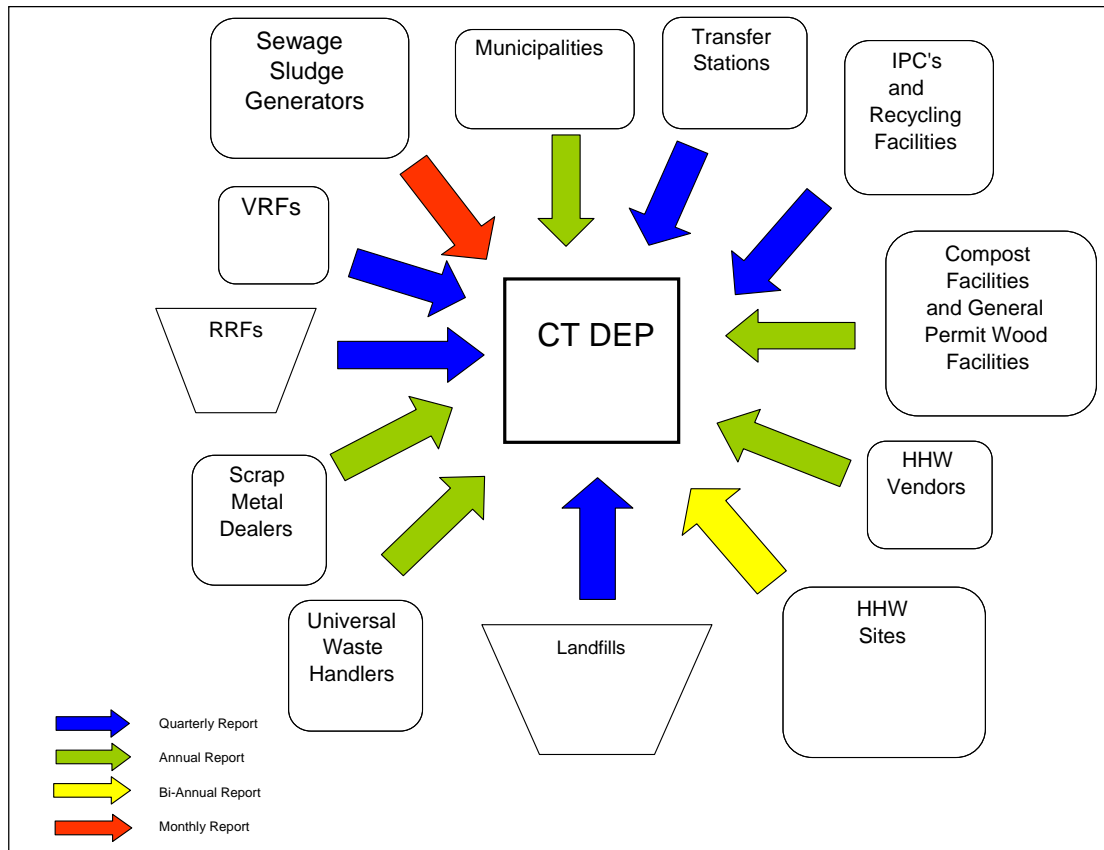 Sewage
Sludge
Generators
Municipalities
Transfer
Stations
IPC's
and
Recycling
Facilities
VRFs
RRFs
CT DEP
Compost
Facilities
and General
Permit Wood
Facilities
Scrap
Metal
Dealers
HHW
Vendors
Universal
Waste
Handlers
Landfills
HHW
Sites
Quarterly Report
Annual Report
Bi-Annual Report
Monthly Report